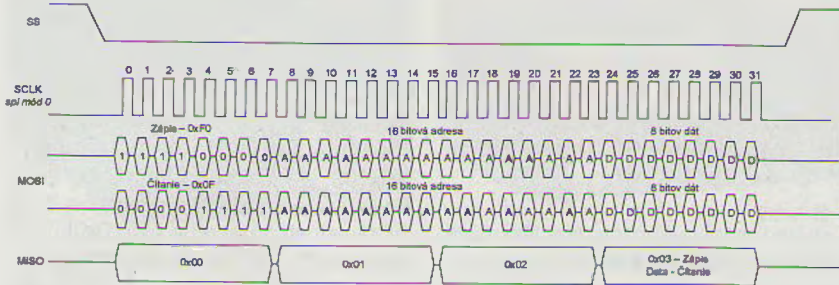 SS
0 1 2 3 4 5 6 7 8 9 10 11 12 13 14 15 16 17 18 19 20 21 22 23 24 25 26 27 28 29 30 31
SCLK
spi mód 0
Zápis – 0xF0 16 bitová adresa 8 bitov dát
1 1 1 1 0 0 0 0 A A A A A A A A A A A A A A A A D D D D D D D D
MOSI
Čítanie – 0x0F 16 bitová adresa 8 bitov dát
0 0 0 0 1 1 1 1 A A A A A A A A A A A A A A A A D D D D D D D D
MISO 0x00 0x01 0x02 0x03 – Zápis
Data - Čítanie